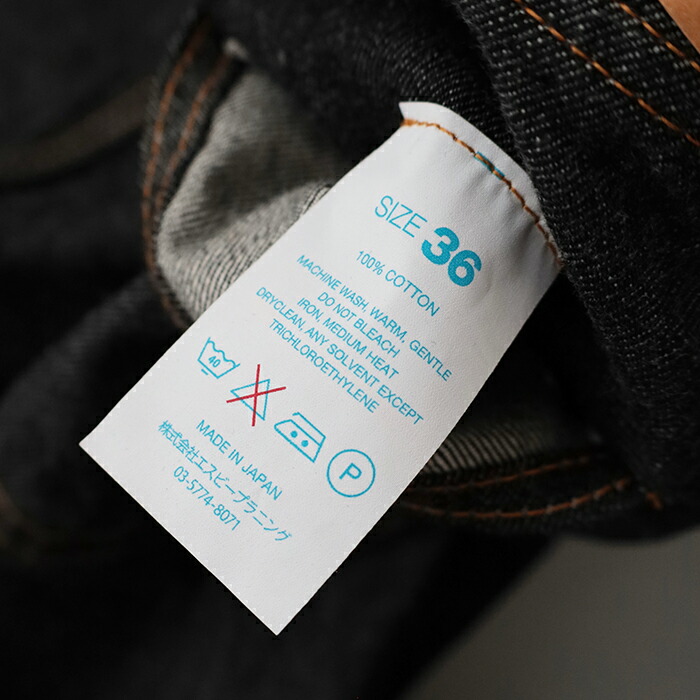 SIZE 36
100% COTTON
MACHINE WASH, WARM, GENTLE
DO NOT BLEACH
IRON, MEDIUM HEAT
DRYCLEAN, ANY SOLVENT EXCEPT
TRICHLOROETHYLENE
40
P
MADE IN JAPAN
株式会社エスピープラニング
03-5774-8071